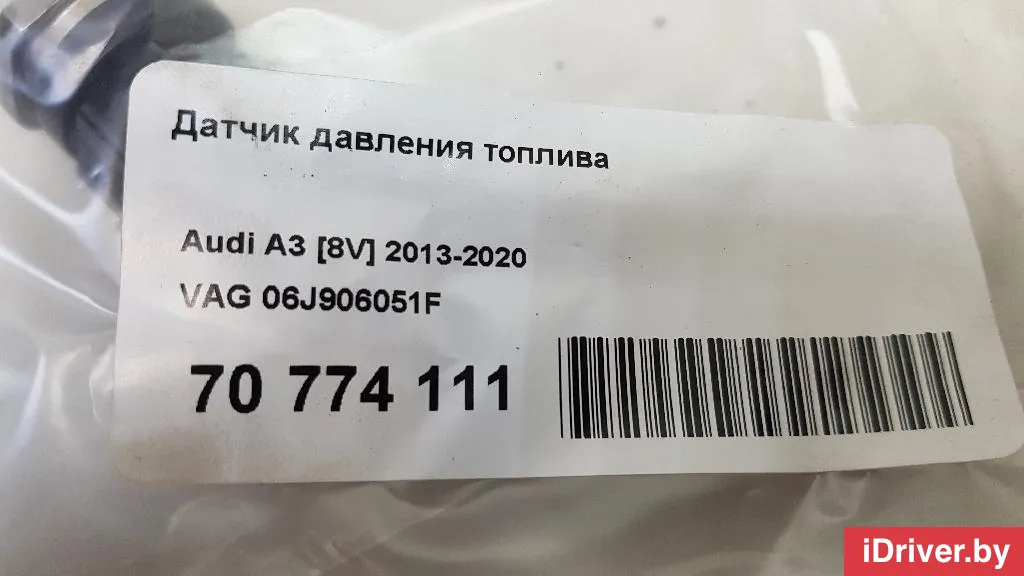 Датчик давления топлива
Audi A3 [8V] 2013-2020
VAG 06J906051F
70 774 111
iDriver.by